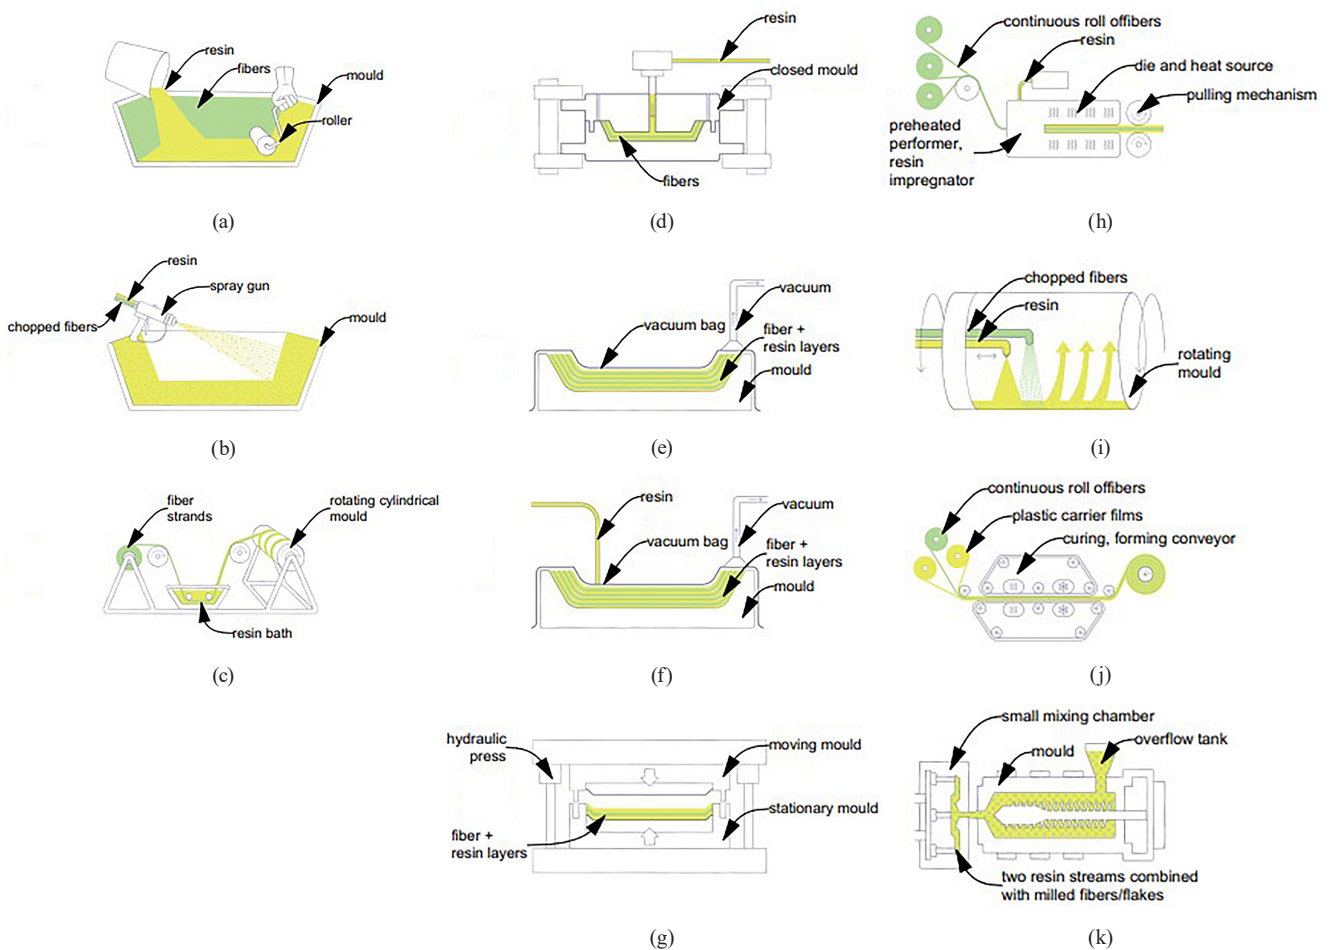 resin
fibers
mould
roller
(a)
resin
spray gun
chopped fibers
mould
(b)
fiber
strands
rotating cylindrical
mould
resin bath
(c)
resin
closed mould
fibers
(d)
vacuum
vacuum bag
fiber +
resin layers
mould
(e)
resin
vacuum
vacuum bag
fiber +
resin layers
mould
(f)
hydraulic
press
moving mould
stationary mould
fiber +
resin layers
(g)
continuous roll offibers
resin
die and heat source
pulling mechanism
preheated
performer,
resin
impregnator
(h)
chopped fibers
resin
rotating
mould
(i)
continuous roll offibers
plastic carrier films
curing, forming conveyor
(j)
small mixing chamber
mould
overflow tank
two resin streams combined
with milled fibers/flakes
(k)